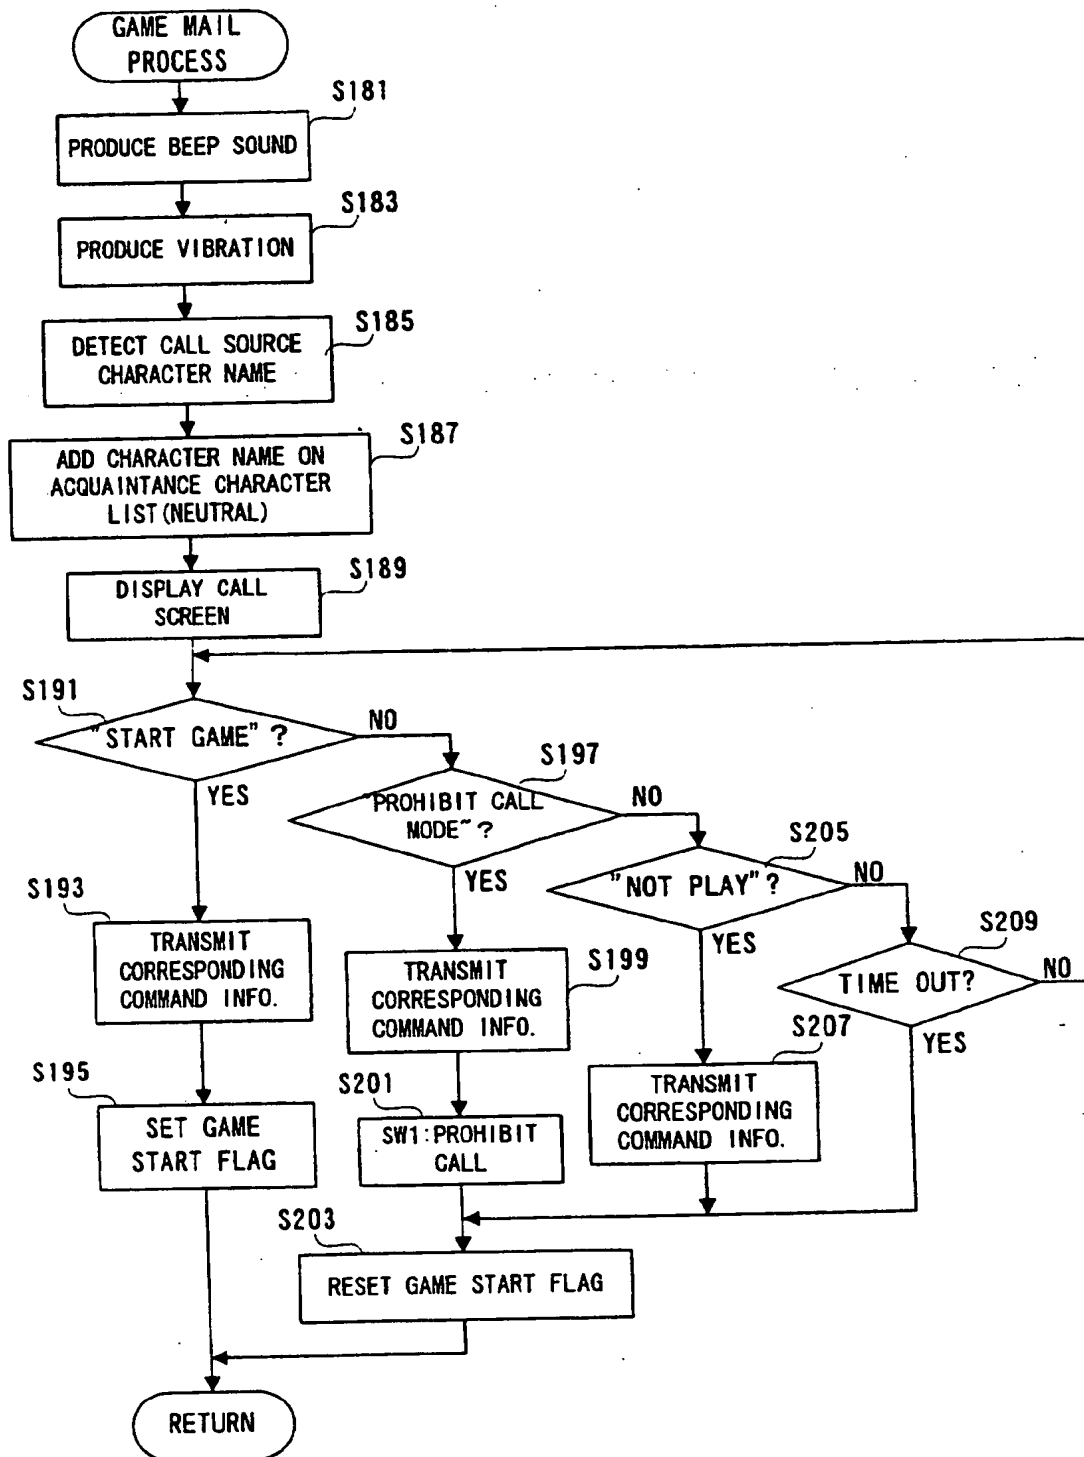 GAME MAIL
PROCESS
S181
PRODUCE BEEP SOUND
S183
PRODUCE VIBRATION
S185
DETECT CALL SOURCE
CHARACTER NAME
S187
ADD CHARACTER NAME ON
ACQUAINTANCE CHARACTER
LIST(NEUTRAL)
S189
DISPLAY CALL
SCREEN
S191
"START GAME"?
NO
YES
S197
"PROHIBIT CALL
MODE"?
NO
YES
S205
"NOT PLAY"?
NO
YES
S209
TIME OUT?
NO
YES
S193
TRANSMIT
CORRESPONDING
COMMAND INFO.
S199
TRANSMIT
CORRESPONDING
COMMAND INFO.
S207
TRANSMIT
CORRESPONDING
COMMAND INFO.
S195
SET GAME
START FLAG
S201
SW1:PROHIBIT
CALL
S203
RESET GAME START FLAG
RETURN